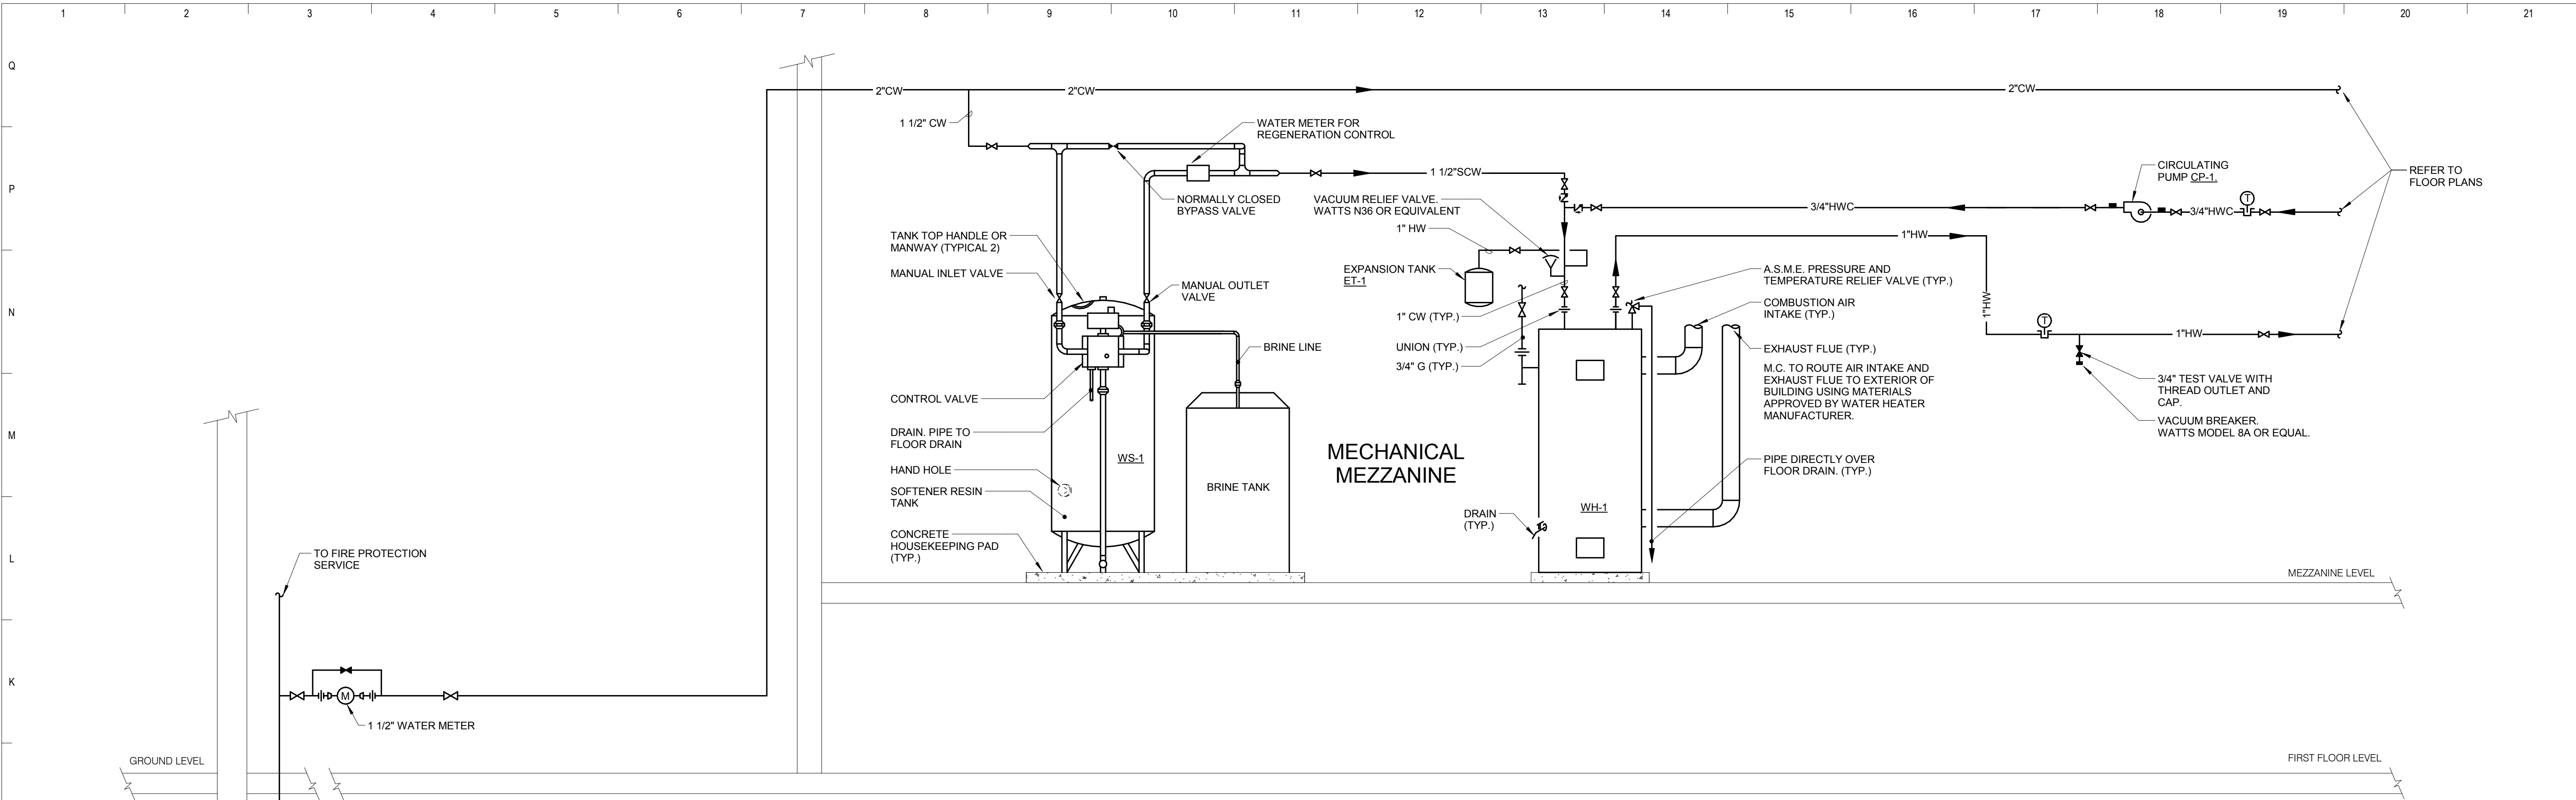 1 2 3 4 5 6 7 8 9 10 11 12 13 14 15 16 17 18 19 20 21
Q
P
N
M
L
K
2"CW
2"CW
2"CW
1 1/2" CW
WATER METER FOR
REGENERATION CONTROL
1 1/2"SCW
CIRCULATING
PUMP CP-1.
REFER TO
FLOOR PLANS
NORMALLY CLOSED
BYPASS VALVE
VACUUM RELIEF VALVE.
WATTS N36 OR EQUIVALENT
3/4"HWC
3/4"HWC
T
1" HW
1"HW
TANK TOP HANDLE OR
MANWAY (TYPICAL 2)
MANUAL INLET VALVE
MANUAL OUTLET
VALVE
EXPANSION TANK
ET-1
A.S.M.E. PRESSURE AND
TEMPERATURE RELIEF VALVE (TYP.)
COMBUSTION AIR
INTAKE (TYP.)
1"HW
1" CW (TYP.)
T
1"HW
BRINE LINE
UNION (TYP.)
EXHAUST FLUE (TYP.)
3/4" G (TYP.)
M.C. TO ROUTE AIR INTAKE AND
EXHAUST FLUE TO EXTERIOR OF
BUILDING USING MATERIALS
APPROVED BY WATER HEATER
MANUFACTURER.
3/4" TEST VALVE WITH
THREAD OUTLET AND
CAP.
VACUUM BREAKER.
WATTS MODEL 8A OR EQUAL.
CONTROL VALVE
DRAIN. PIPE TO
FLOOR DRAIN
WS-1
MECHANICAL
MEZZANINE
PIPE DIRECTLY OVER
FLOOR DRAIN. (TYP.)
HAND HOLE
SOFTENER RESIN
TANK
BRINE TANK
WH-1
DRAIN
(TYP.)
CONCRETE
HOUSEKEEPING PAD
(TYP.)
TO FIRE PROTECTION
SERVICE
MEZZANINE LEVEL
M
1 1/2" WATER METER
GROUND LEVEL
FIRST FLOOR LEVEL